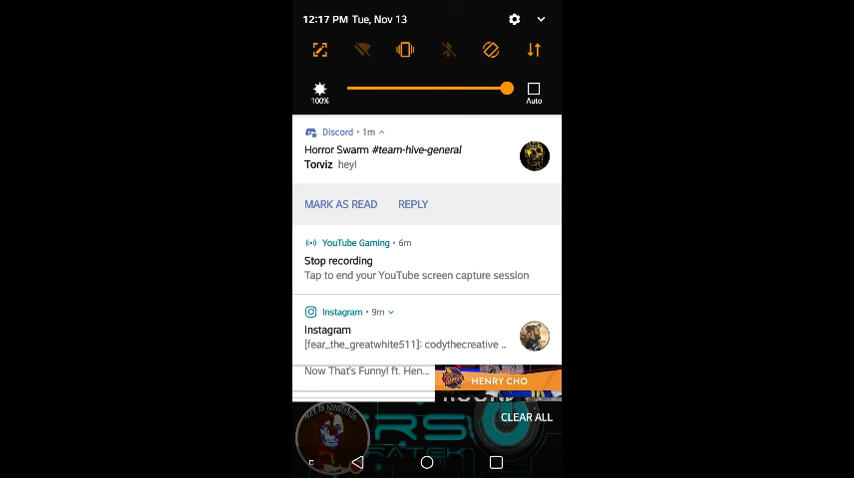 12:17 PM Tue, Nov 13
100%
Auto
Discord • 1m
Horror Swarm #team-hive-general
Torviz hey!
MARK AS READ REPLY
YouTube Gaming • 6m
Stop recording
Tap to end your YouTube screen capture session
Instagram • 9m
Instagram
[fear_the_greatwhite511]: codythecreative ..
Now That's Funny! ft. Hen...
HENRY CHO
CLEAR ALL